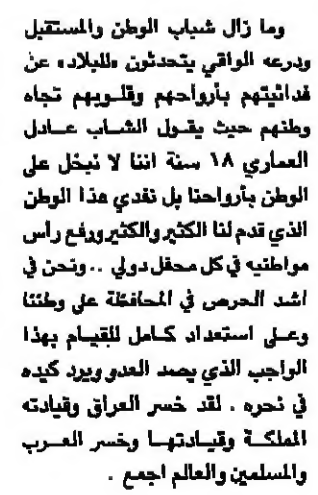 وما زال شباب الوطن والمستقبل
ودرعه الواقي يتحدثون «للبلاد» عن
فدائيتهم بأرواحهم وقلوبهم تجاه
وطنهم حيث يقول الشاب عادل
العماري ١٨ سنة اننا لا نبخل على
الوطن بأرواحنا بل نفدي هذا الوطن
الذي قدم لنا الكثير والكثير ورفع رأس
مواطنيه في كل محفل دولي .. ونحن في
اشد الحرص في المحافظة على وطننا
وعلى استعداد كامل للقيام بهذا
الواجب الذي يصد العدو ويرد كيده
في نحره . لقد خسر العراق وقيادته
المملكة وقيادتها وخسر العرب
والمسلمين والعالم اجمع .